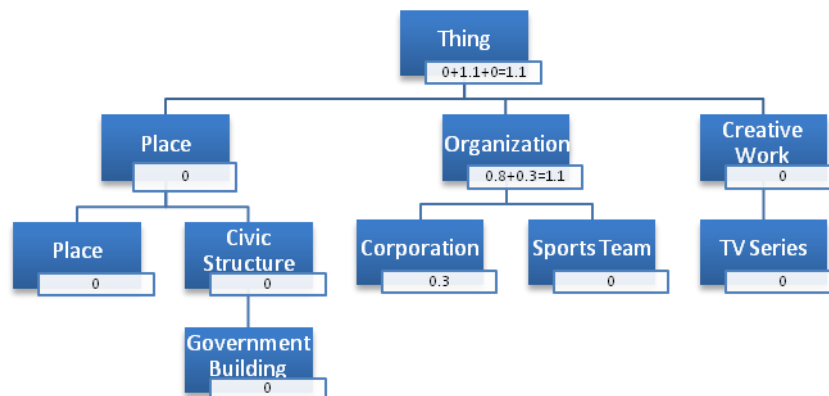 Thing
0+1.1+0=1.1
Place
0
Organization
0.8+0.3=1.1
Creative
Work
0
Place
0
Civic
Structure
0
Corporation
0.3
Sports Team
0
TV Series
0
Government
Building
0